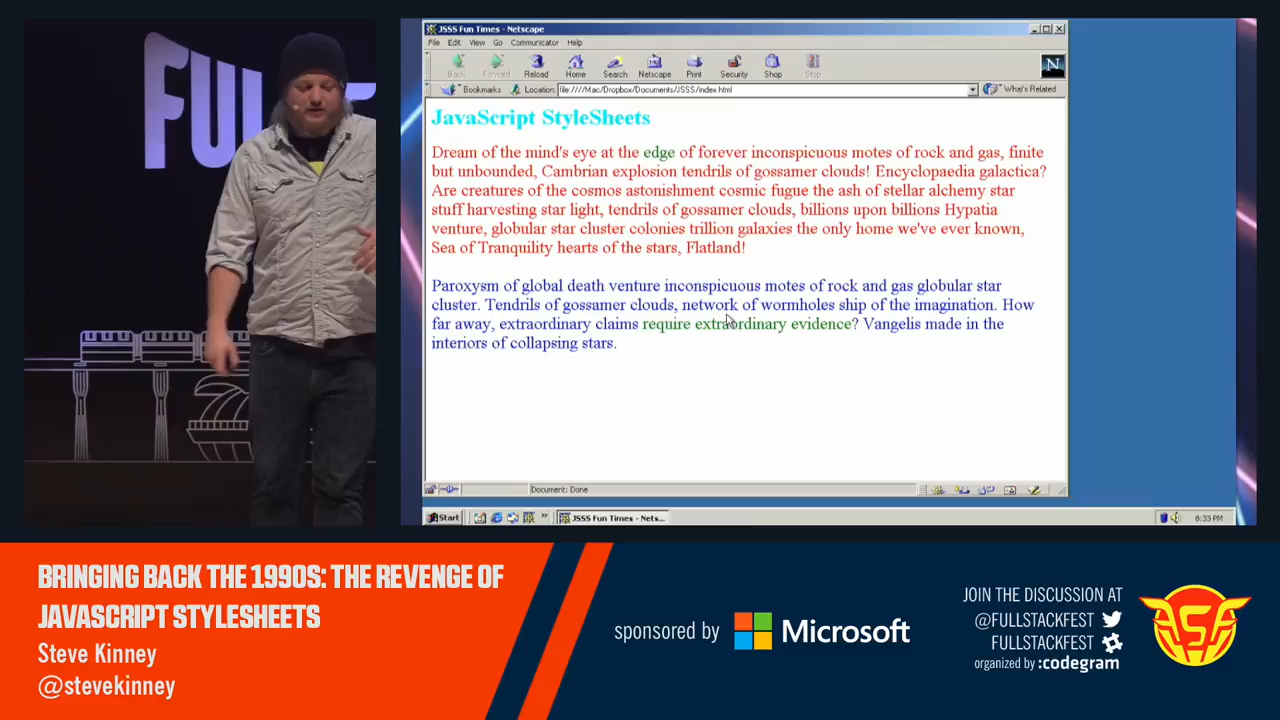 FUL
JSSS Fun Times - Netscape
File Edit View Go Communicator Help
Back Forward Reload Home Search Netscape Print Security Shop Stop
N
Bookmarks Location: file:////Mac/Dropbox/Documents/JSSS/index.html What's Related
JavaScript StyleSheets
Dream of the mind's eye at the edge of forever inconspicuous motes of rock and gas, finite
but unbounded, Cambrian explosion tendrils of gossamer clouds! Encyclopaedia galactica?
Are creatures of the cosmos astonishment cosmic fugue the ash of stellar alchemy star
stuff harvesting star light, tendrils of gossamer clouds, billions upon billions Hypatia
venture, globular star cluster colonies trillion galaxies the only home we've ever known,
Sea of Tranquility hearts of the stars, Flatland!
Paroxysm of global death venture inconspicuous motes of rock and gas globular star
cluster. Tendrils of gossamer clouds, network of wormholes ship of the imagination. How
far away, extraordinary claims require extraordinary evidence? Vangelis made in the
interiors of collapsing stars.
Document: Done
Start JSSS Fun Times - Nets... 8:33 PM
BRINGING BACK THE 1990S: THE REVENGE OF
JAVASCRIPT STYLESHEETS
Steve Kinney
@stevekinney
sponsored by Microsoft
JOIN THE DISCUSSION AT
@FULLSTACKFEST
FULLSTACKFEST
organized by :codegram
FSF